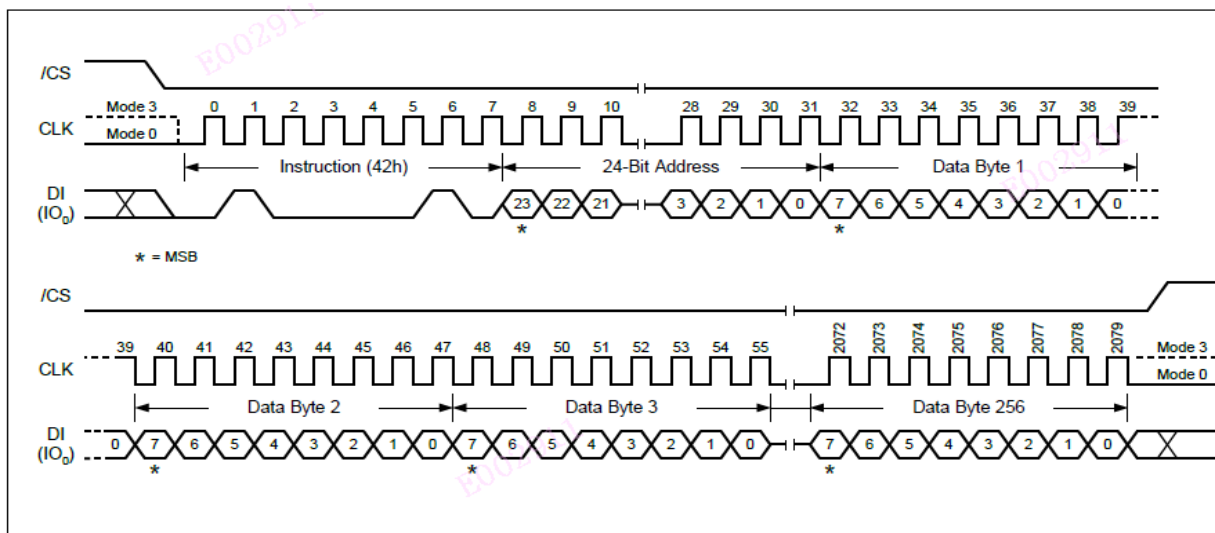 E002911
/CS
Mode 3
0 1 2 3 4 5 6 7 8 9 10 28 29 30 31 32 33 34 35 36 37 38 39
CLK
Mode 0
Instruction (42h) 24-Bit Address Data Byte 1
E002911
DI
(IO0)
23 22 21 3 2 1 0 7 6 5 4 3 2 1 0
* *
* = MSB
/CS
39 40 41 42 43 44 45 46 47 48 49 50 51 52 53 54 55 2072 2073 2074 2075 2076 2077 2078 2079
Mode 3
CLK
Mode 0
Data Byte 2 Data Byte 3 Data Byte 256
DI
(IO0)
0 7 6 5 4 3 2 1 0 7 6 5 4 3 2 1 0 7 6 5 4 3 2 1 0
* * *
E002911